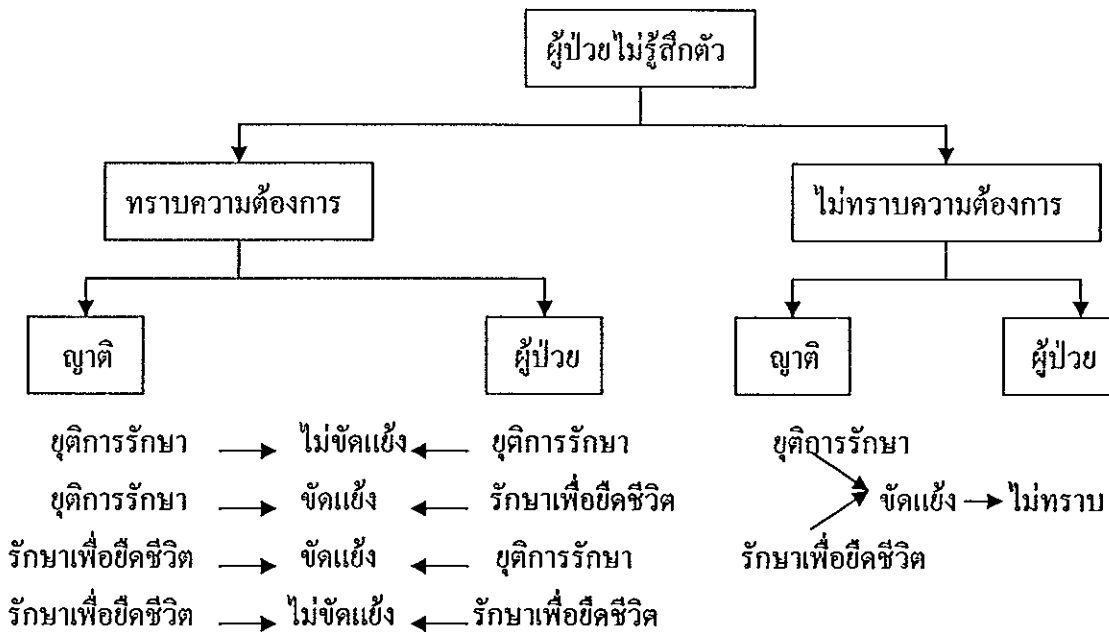 ผู้ป่วยไม่รู้สึกตัว
ทราบความต้องการ ไม่ทราบความต้องการ
ญาติ ผู้ป่วย ญาติ ผู้ป่วย
ยุติการรักษา ไม่ขัดแย้ง ยุติการรักษา ยุติการรักษา
ยุติการรักษา ขัดแย้ง รักษาเพื่อยืดชีวิต ขัดแย้ง ไม่ทราบ
รักษาเพื่อยืดชีวิต ขัดแย้ง ยุติการรักษา รักษาเพื่อยืดชีวิต
รักษาเพื่อยืดชีวิต ไม่ขัดแย้ง รักษาเพื่อยืดชีวิต